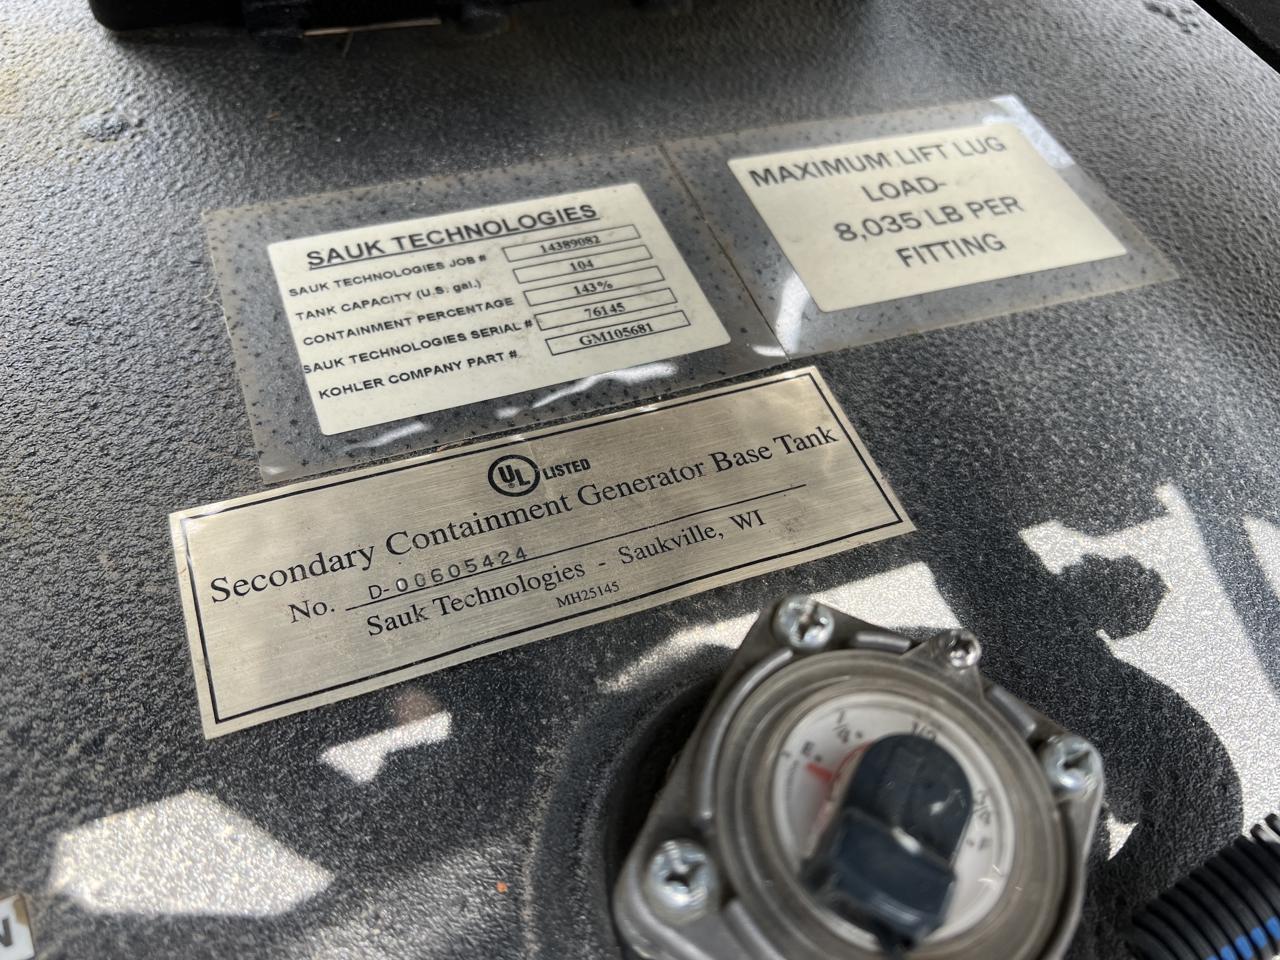 SAUK TECHNOLOGIES
SAUK TECHNOLOGIES JOB # 14389082
TANK CAPACITY (U.S. gal.) 104
CONTAINMENT PERCENTAGE 143%
SAUK TECHNOLOGIES SERIAL # 76145
KOHLER COMPANY PART # GM105681
MAXIMUM LIFT LUG
LOAD-
8,035 LB PER
FITTING
UL® LISTED
Secondary Containment Generator Base Tank
No. D-00605424
Sauk Technologies - Saukville, WI
MH25145
1/2